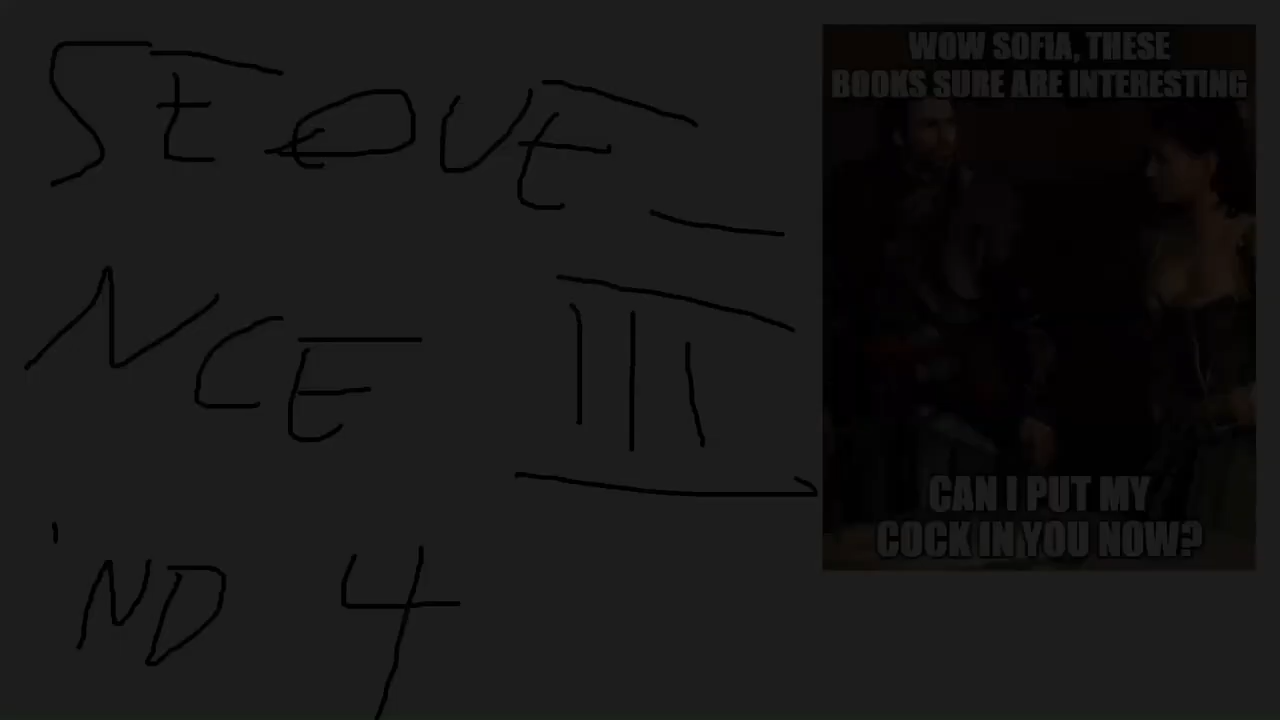 SEQUE
NCE III
'ND 4
WOW SOFIA, THESE
BOOKS SURE ARE INTERESTING
CAN I PUT MY
COCK IN YOU NOW?